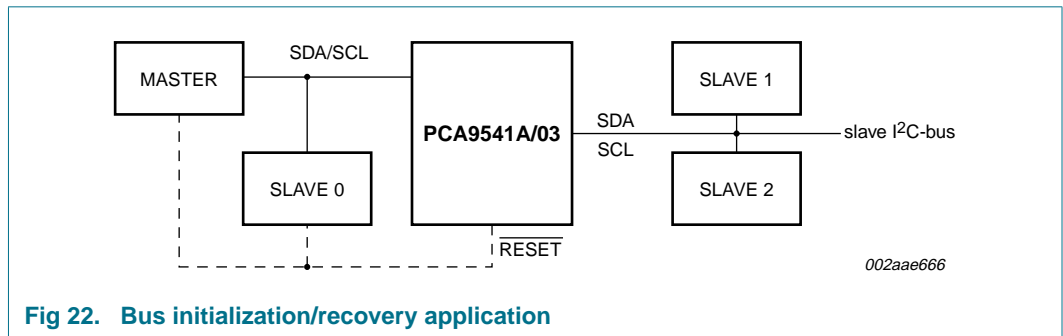 SDA/SCL
MASTER
SLAVE 0
PCA9541A/03
RESET
SDA
SCL
SLAVE 1
SLAVE 2
slave I²C-bus
002aae666
Fig 22. Bus initialization/recovery application